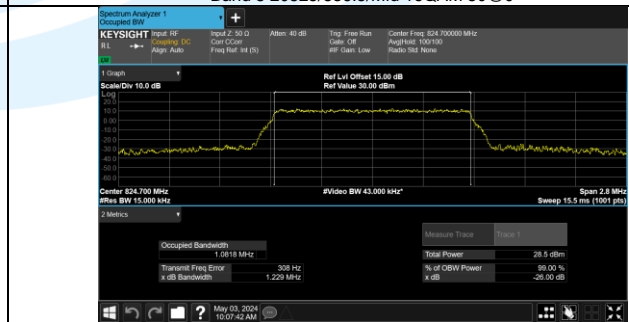 Spectrum Analyzer 1
Occupied BW
+
KEYSIGHT Input: RF Input Z: 50 Ω Atten: 40 dB Trig: Free Run Center Freq: 824.700000 MHz
RL Coupling: DC Corr CCorr Gate: Off Avg|Hold: 100/100
Align: Auto Freq Ref: Int (S) #IF Gain: Low Radio Std: None
1 Graph
Ref Lvl Offset 15.00 dB
Scale/Div 10.0 dB Ref Value 30.00 dBm
Log
20.0
10.0
0.00
-10.0
-20.0
-30.0
-40.0
-50.0
-60.0
Center 824.700 MHz #Video BW 43.000 kHz* Span 2.8 MHz
#Res BW 15.000 kHz Sweep 15.5 ms (1001 pts)
2 Metrics
Measure Trace Trace 1
Occupied Bandwidth
1.0818 MHz Total Power 28.5 dBm
Transmit Freq Error 308 Hz % of OBW Power 99.00 %
x dB Bandwidth 1.229 MHz x dB -26.00 dB
? May 03, 2024
10:07:42 AM